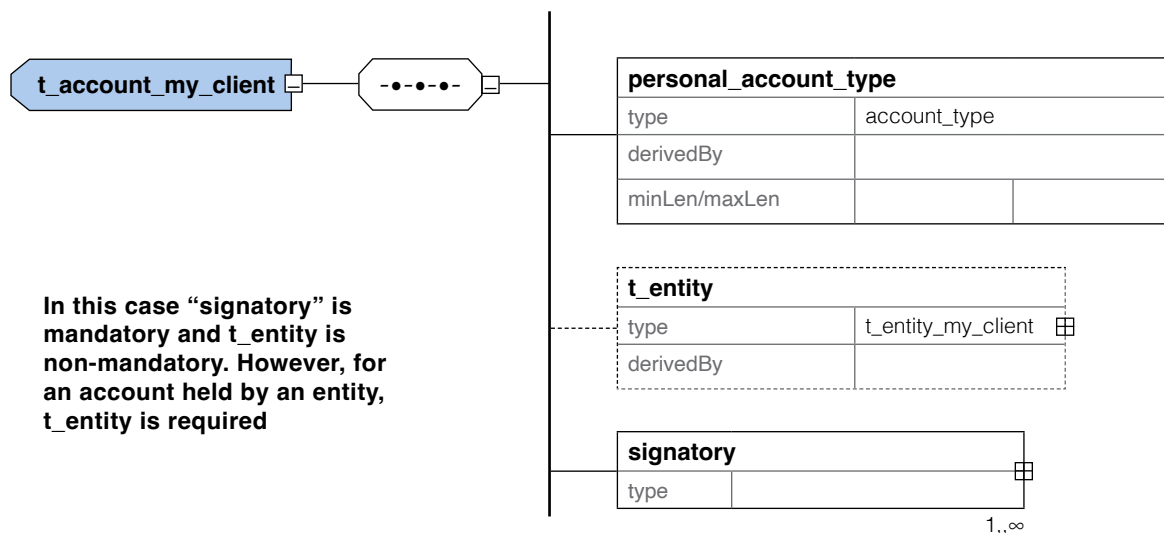 t_account_my_client
personal_account_type
type account_type
derivedBy
minLen/maxLen
t_entity
type t_entity_my_client
derivedBy
In this case “signatory” is
mandatory and t_entity is
non-mandatory. However, for
an account held by an entity,
t_entity is required
signatory
type
1,,∞